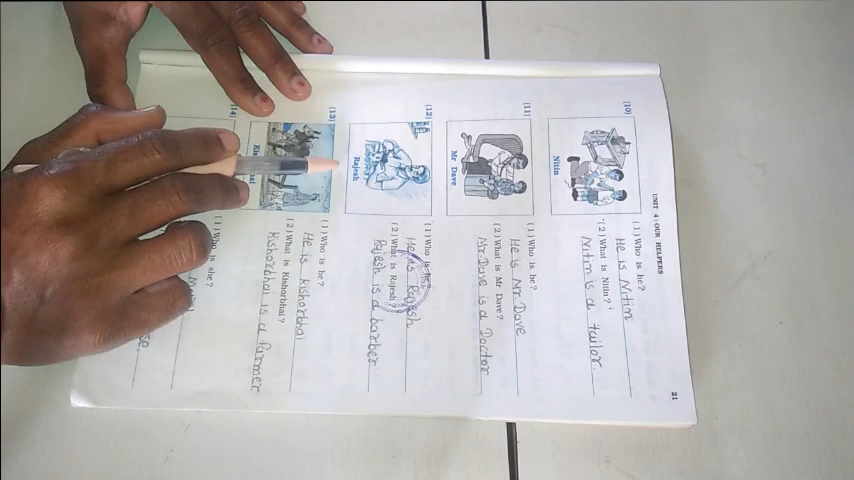 21
UNIT 4 : OUR HELPERS
(10)
Nitin
(1) Who is he?
He is Nitin
(2) What is Nitin?
Nitin is a tailor.
(11)
Mr Dave
(1) Who is he?
He is Mr. Dave
(2) What is Mr Dave?
Mr. Dave is a Doctor
(12)
Rajesh
(1) Who is he?
He is Rajesh
(2) What is Rajesh?
Rajesh is a barber
(13)
(1) Who is he?
He is Kishorbhai
(2) What is Kishorbhai?
Kishorbhai is a farmer
(14)
(1) Who is she?